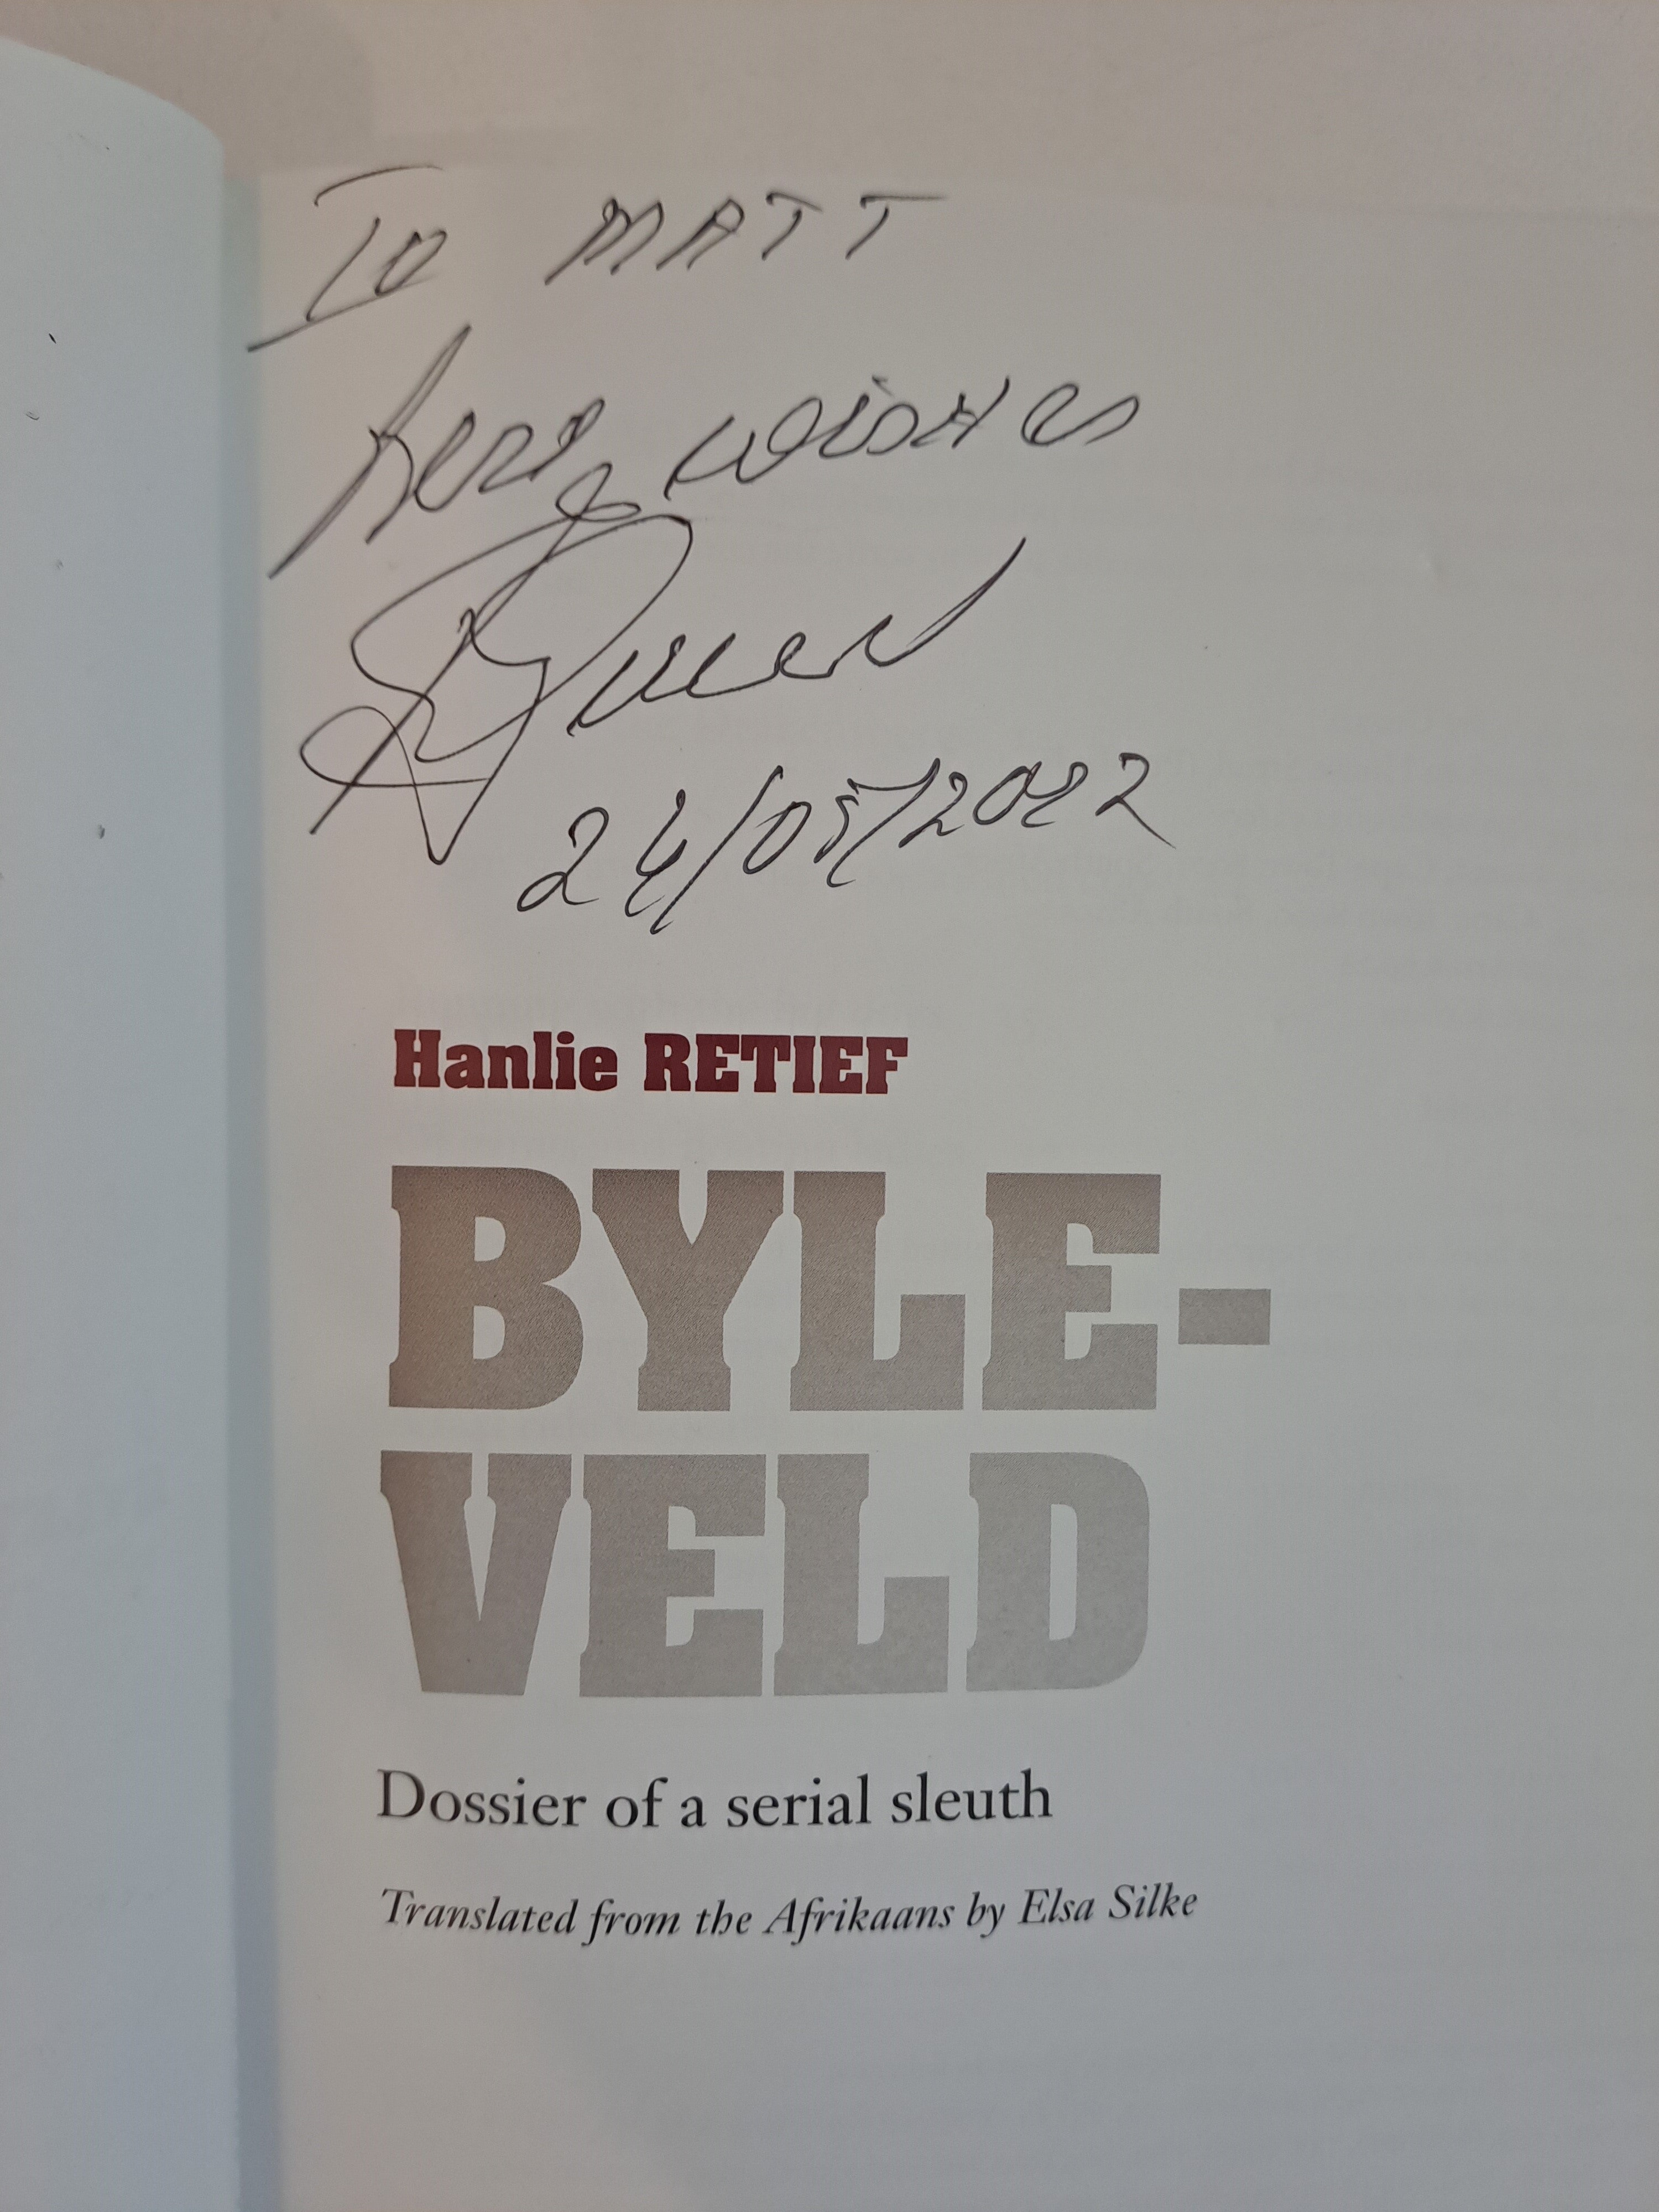 To MATT
Best wishes
24/05/2022
Hanlie RETIEF
BYLE-
VELD
Dossier of a serial sleuth
Translated from the Afrikaans by Elsa Silke